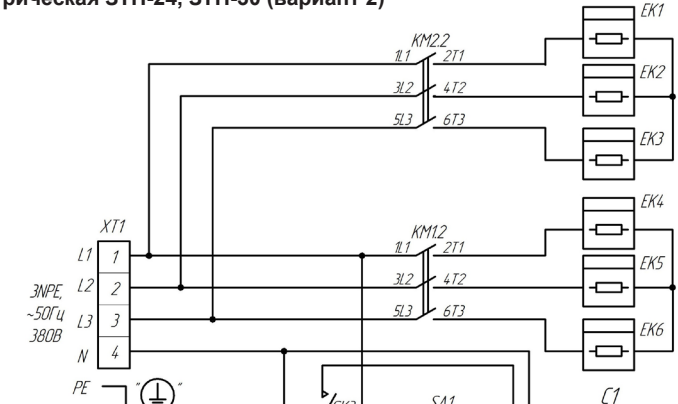 рическая STH-24, STH-30 (вариант 2)
EK1
KM2.2
1L1 2T1
EK2
3L2 4T2
5L3 6T3
EK3
EK4
XT1
KM1.2
L1 1
1L1 2T1
EK5
3NPE,
L2 2
3L2 4T2
~50Гц
L3 3
5L3 6T3
380В
EK6
N 4
PE
" "
SA1
C1